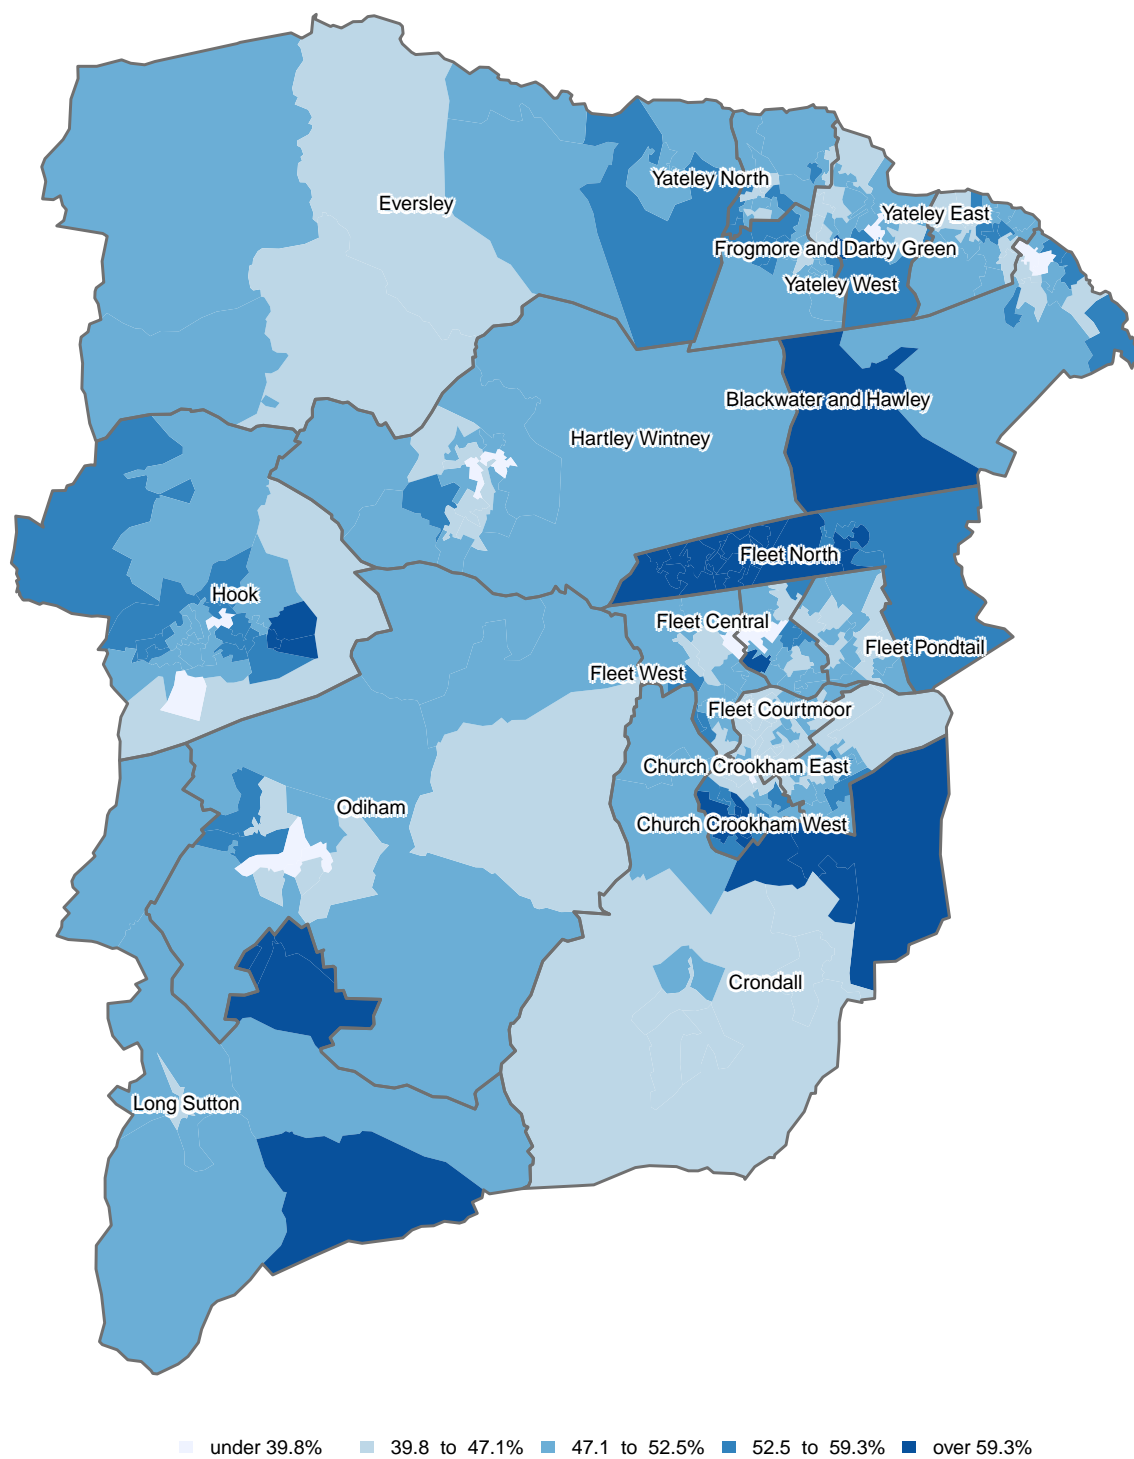 Yateley North
Eversley
Yateley East
Frogmore and Darby Green
Yateley West
Blackwater and Hawley
Hartley Wintney
Fleet North
Hook
Fleet Central
Fleet Pondtail
Fleet West
Fleet Courtmoor
Church Crookham East
Odiham
Church Crookham West
Crondall
Long Sutton
under 39.8% 39.8 to 47.1% 47.1 to 52.5% 52.5 to 59.3% over 59.3%